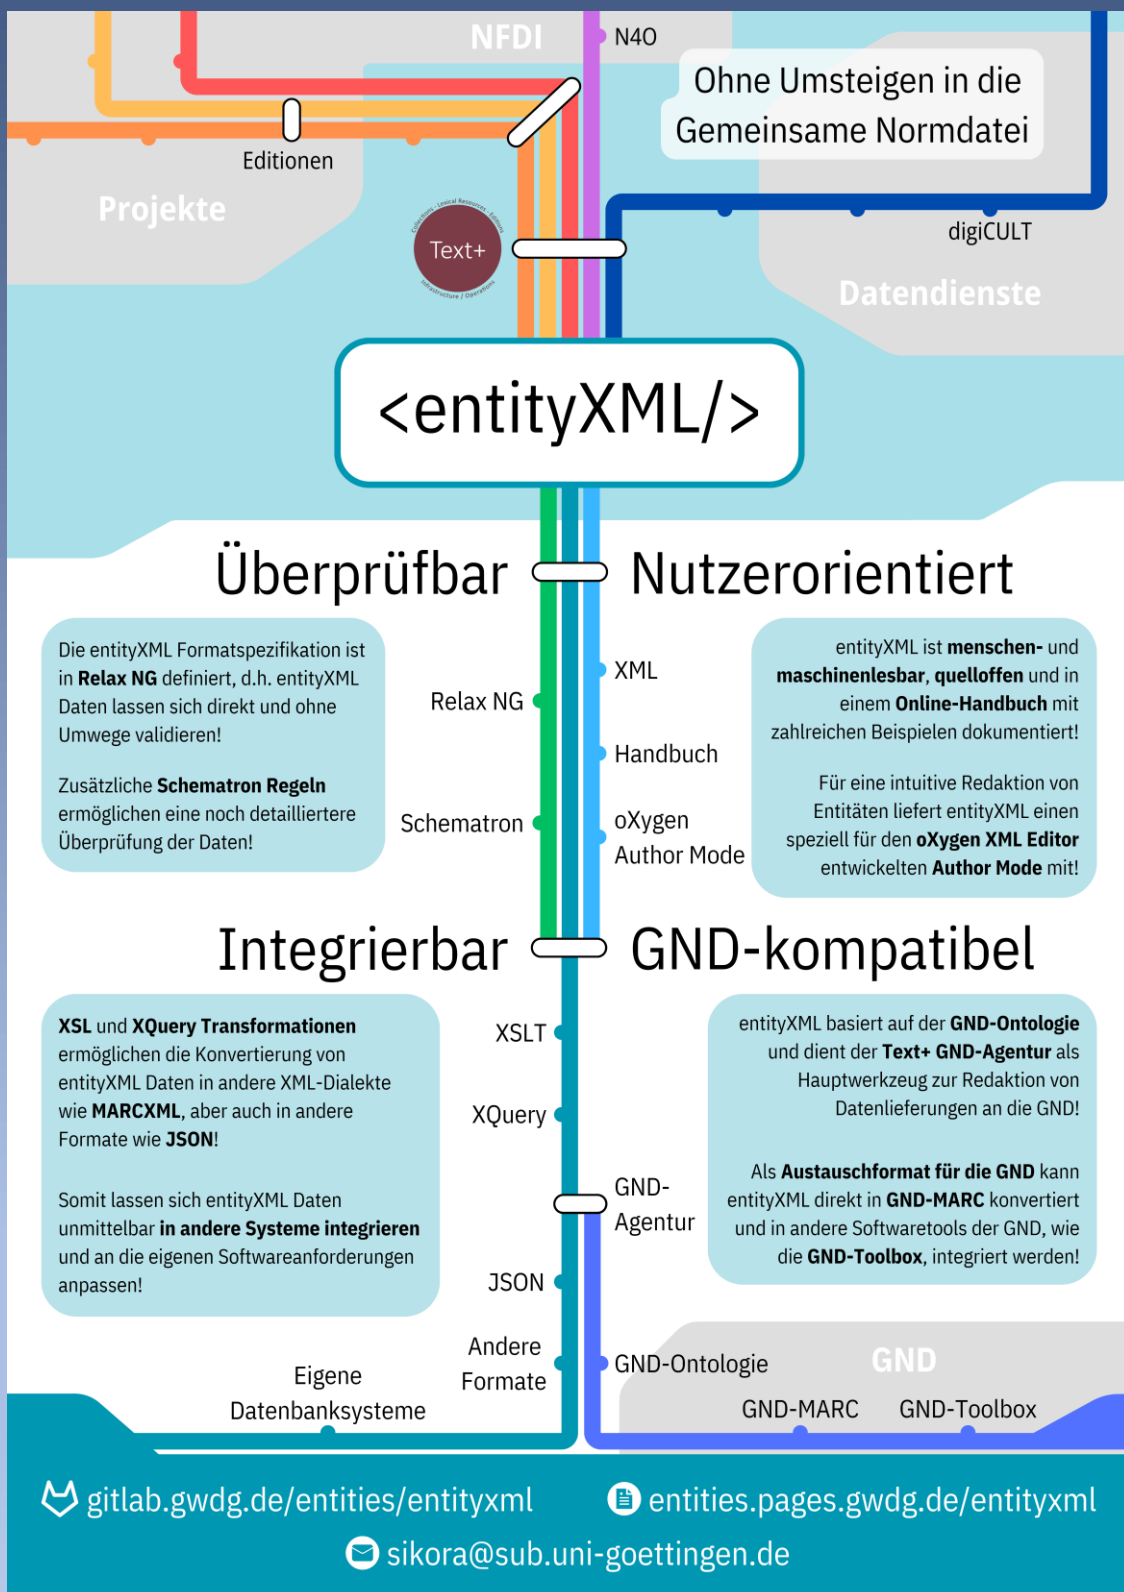 NFDI
N4O
Ohne Umsteigen in die
Gemeinsame Normdatei
Editionen
Projekte
Collections - Lexical Resources - Editions
Text+
Infrastructure / Operations
digiCULT
Datendienste
<entityXML/>
Überprüfbar
Nutzerorientiert
Die entityXML Formatspezifikation ist
in Relax NG definiert, d.h. entityXML
Daten lassen sich direkt und ohne
Umwege validieren!
Zusätzliche Schematron Regeln
ermöglichen eine noch detailliertere
Überprüfung der Daten!
Relax NG
Schematron
XML
Handbuch
oXygen
Author Mode
entityXML ist menschen- und
maschinenlesbar, quelloffen und in
einem Online-Handbuch mit
zahlreichen Beispielen dokumentiert!
Für eine intuitive Redaktion von
Entitäten liefert entityXML einen
speziell für den oXygen XML Editor
entwickelten Author Mode mit!
Integrierbar
GND-kompatibel
XSL und XQuery Transformationen
ermöglichen die Konvertierung von
entityXML Daten in andere XML-Dialekte
wie MARCXML, aber auch in andere
Formate wie JSON!
Somit lassen sich entityXML Daten
unmittelbar in andere Systeme integrieren
und an die eigenen Softwareanforderungen
anpassen!
XSLT
XQuery
GND-
Agentur
JSON
Andere
Formate
entityXML basiert auf der GND-Ontologie
und dient der Text+ GND-Agentur als
Hauptwerkzeug zur Redaktion von
Datenlieferungen an die GND!
Als Austauschformat für die GND kann
entityXML direkt in GND-MARC konvertiert
und in andere Softwaretools der GND, wie
die GND-Toolbox, integriert werden!
Eigene
Datenbanksysteme
GND-Ontologie
GND
GND-MARC
GND-Toolbox
gitlab.gwdg.de/entities/entityxml
entities.pages.gwdg.de/entityxml
sikora@sub.uni-goettingen.de